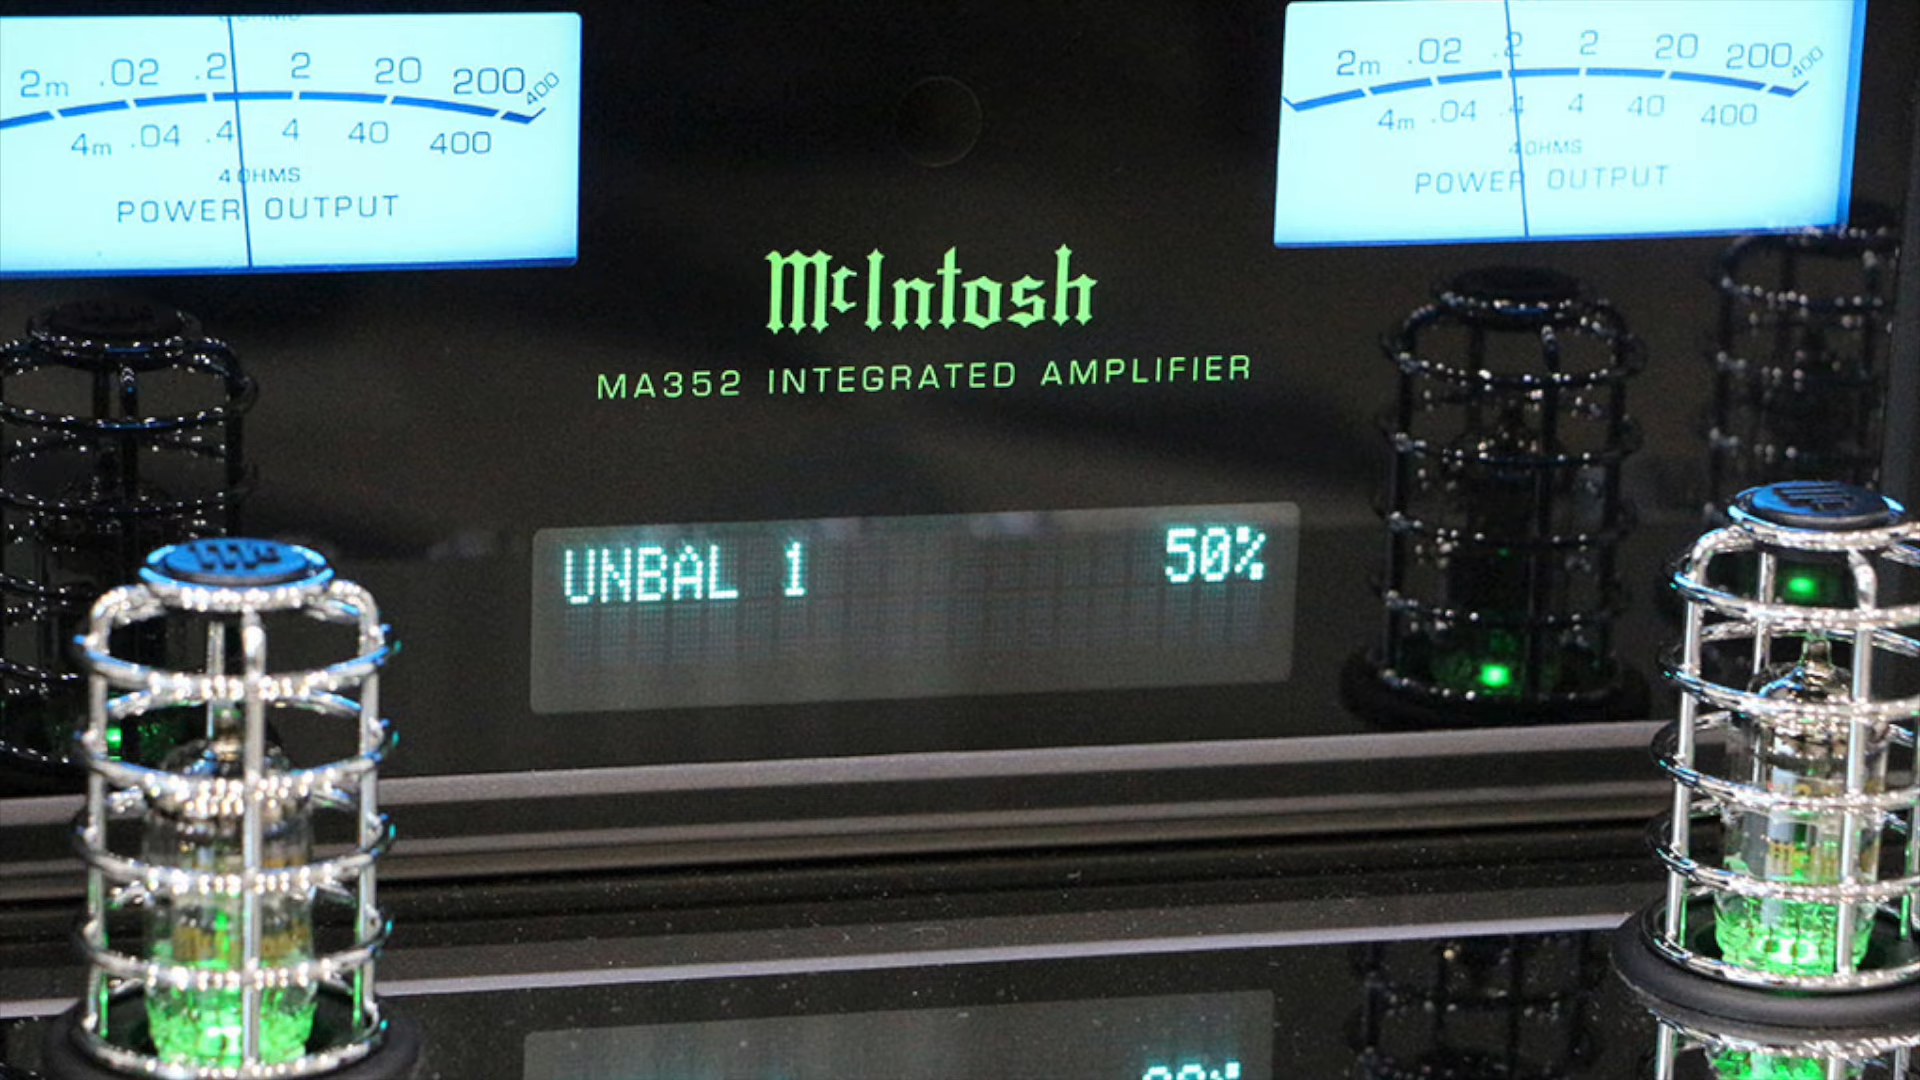 2m .02 .2 2 20 200 400
4m .04 .4 4 40 400
4 OHMS
POWER OUTPUT
2m .02 .2 2 20 200 400
4m .04 .4 4 40 400
4 OHMS
POWER OUTPUT
McIntosh
MA352 INTEGRATED AMPLIFIER
UNBAL 1 50%